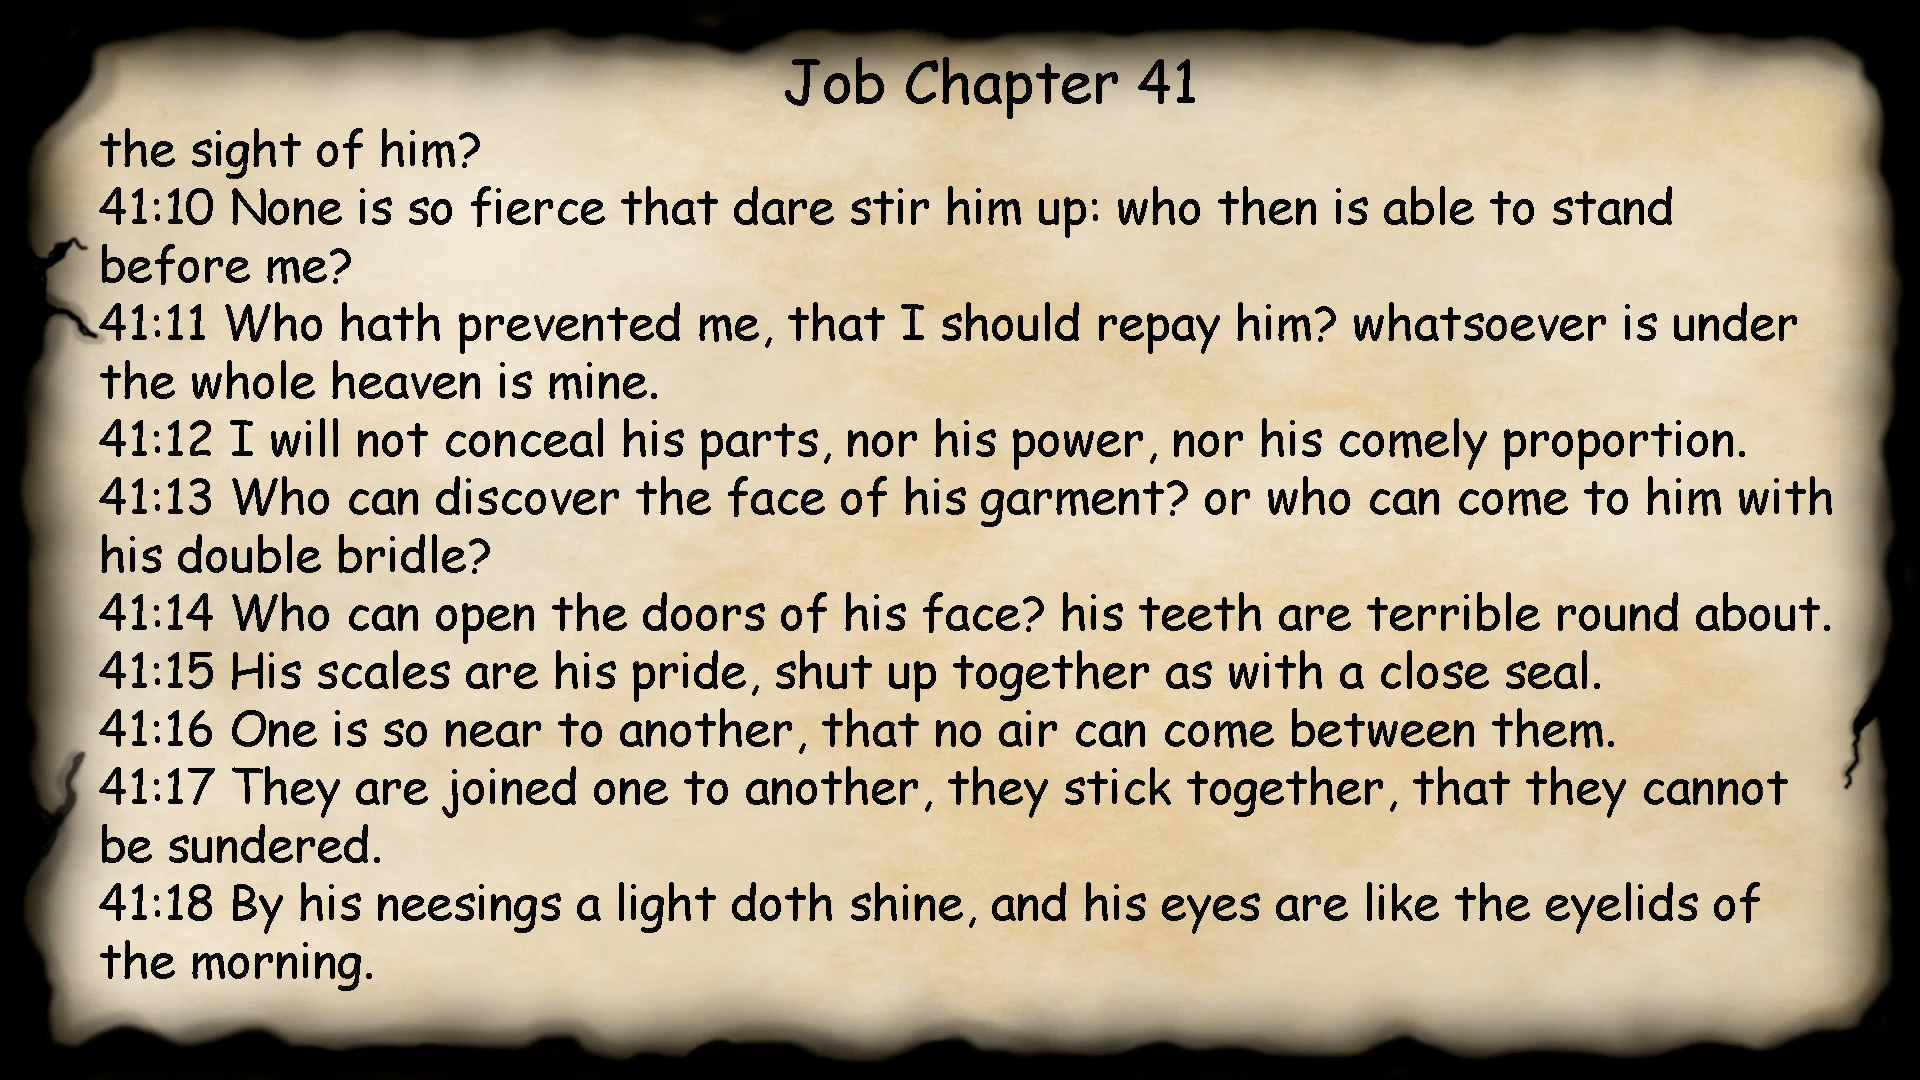 Job Chapter 41
the sight of him?
41:10 None is so fierce that dare stir him up: who then is able to stand
before me?
41:11 Who hath prevented me, that I should repay him? whatsoever is under
the whole heaven is mine.
41:12 I will not conceal his parts, nor his power, nor his comely proportion.
41:13 Who can discover the face of his garment? or who can come to him with
his double bridle?
41:14 Who can open the doors of his face? his teeth are terrible round about.
41:15 His scales are his pride, shut up together as with a close seal.
41:16 One is so near to another, that no air can come between them.
41:17 They are joined one to another, they stick together, that they cannot
be sundered.
41:18 By his neesings a light doth shine, and his eyes are like the eyelids of
the morning.